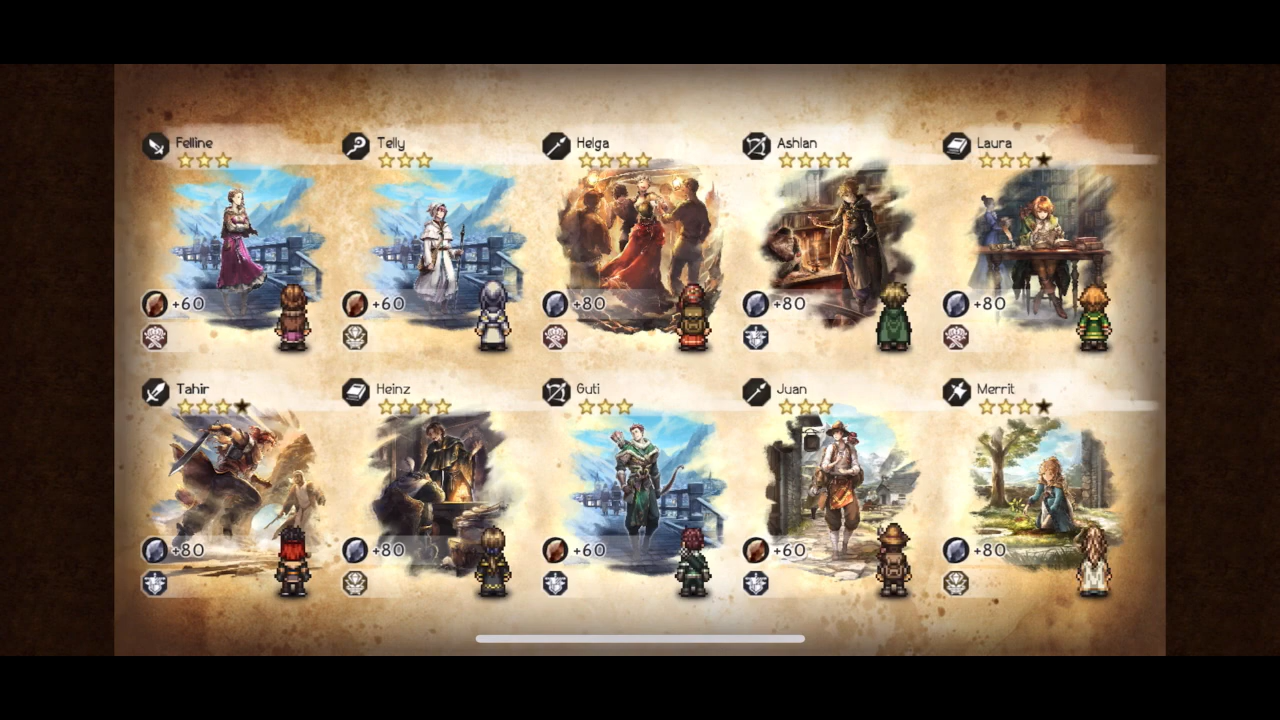 Felline
Telly
Helga
Ashlan
Laura
+60
+60
+80
+80
+80
Tahir
Heinz
Guti
Juan
Merrit
+80
+80
+60
+60
+80